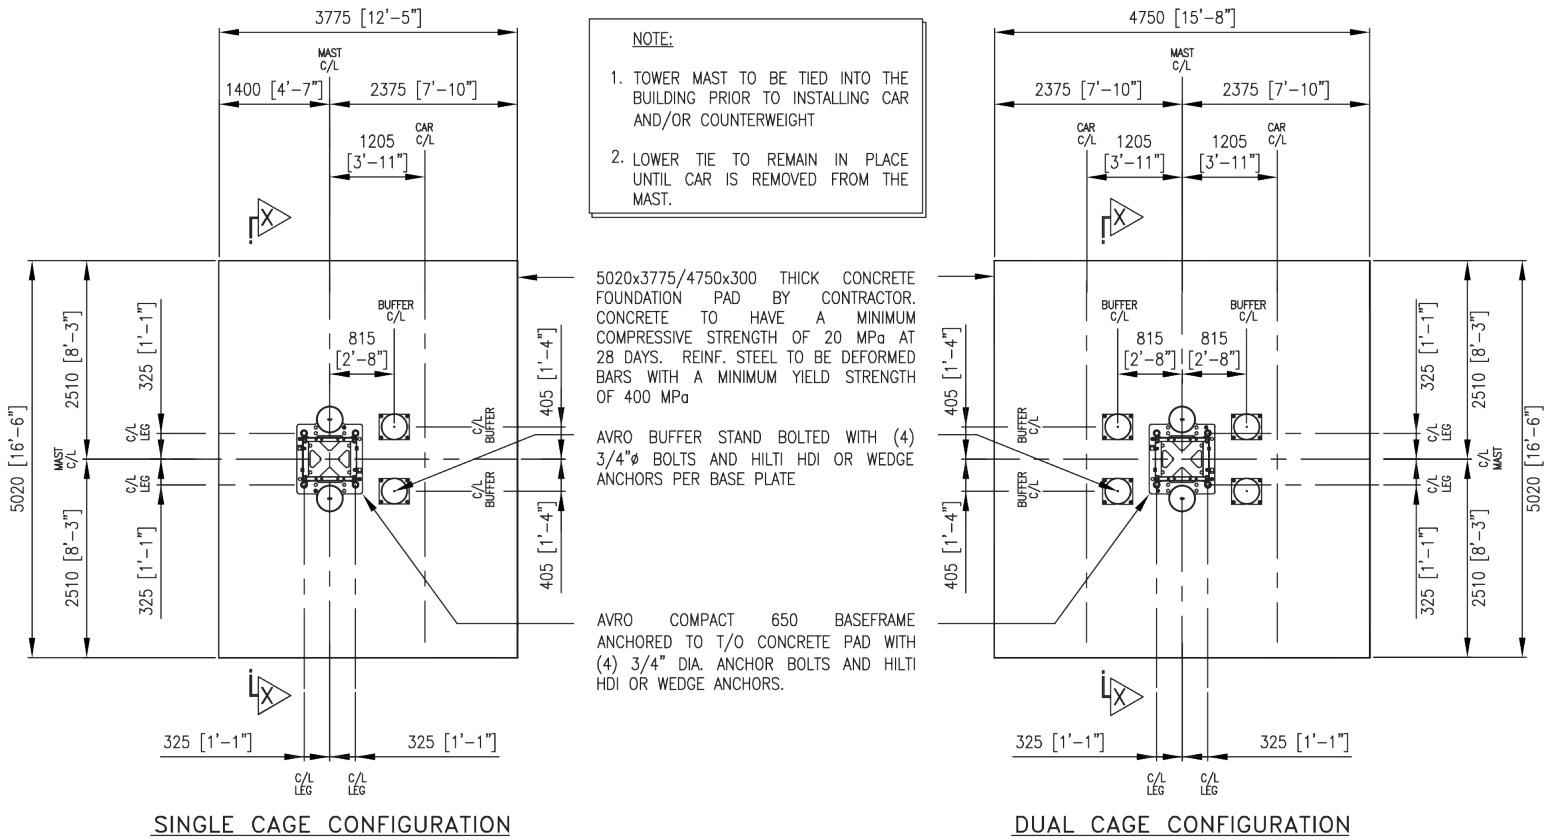 3775 [12'-5"]
MAST
C/L
1400 [4'-7"]
2375 [7'-10"]
CAR
C/L
1205
[3'-11"]
X
BUFFER
C/L
815
[2'-8"]
5020 [16'-6"]
2510 [8'-3"]
2510 [8'-3"]
325 [1'-1"]
325 [1'-1"]
MAST
C/L
C/L
LEG
C/L
LEG
405 [1'-4"]
405 [1'-4"]
C/L
BUFFER
C/L
BUFFER
X
325 [1'-1"]
325 [1'-1"]
C/L
LEG
C/L
LEG
SINGLE CAGE CONFIGURATION
NOTE:
1. TOWER MAST TO BE TIED INTO THE
BUILDING PRIOR TO INSTALLING CAR
AND/OR COUNTERWEIGHT
2. LOWER TIE TO REMAIN IN PLACE
UNTIL CAR IS REMOVED FROM THE
MAST.
5020x3775/4750x300 THICK CONCRETE
FOUNDATION PAD BY CONTRACTOR.
CONCRETE TO HAVE A MINIMUM
COMPRESSIVE STRENGTH OF 20 MPa AT
28 DAYS. REINF. STEEL TO BE DEFORMED
BARS WITH A MINIMUM YIELD STRENGTH
OF 400 MPa
AVRO BUFFER STAND BOLTED WITH (4)
3/4"ø BOLTS AND HILTI HDI OR WEDGE
ANCHORS PER BASE PLATE
AVRO COMPACT 650 BASEFRAME
ANCHORED TO T/O CONCRETE PAD WITH
(4) 3/4" DIA. ANCHOR BOLTS AND HILTI
HDI OR WEDGE ANCHORS.
4750 [15'-8"]
MAST
C/L
2375 [7'-10"]
2375 [7'-10"]
CAR
C/L
1205
[3'-11"]
1205
[3'-11"]
CAR
C/L
X
BUFFER
C/L
BUFFER
C/L
815
[2'-8"]
815
[2'-8"]
405 [1'-4"]
405 [1'-4"]
BUFFER
C/L
BUFFER
C/L
325 [1'-1"]
325 [1'-1"]
C/L
LEG
C/L
LEG
C/L
MAST
2510 [8'-3"]
2510 [8'-3"]
5020 [16'-6"]
X
325 [1'-1"]
325 [1'-1"]
C/L
LEG
C/L
LEG
DUAL CAGE CONFIGURATION